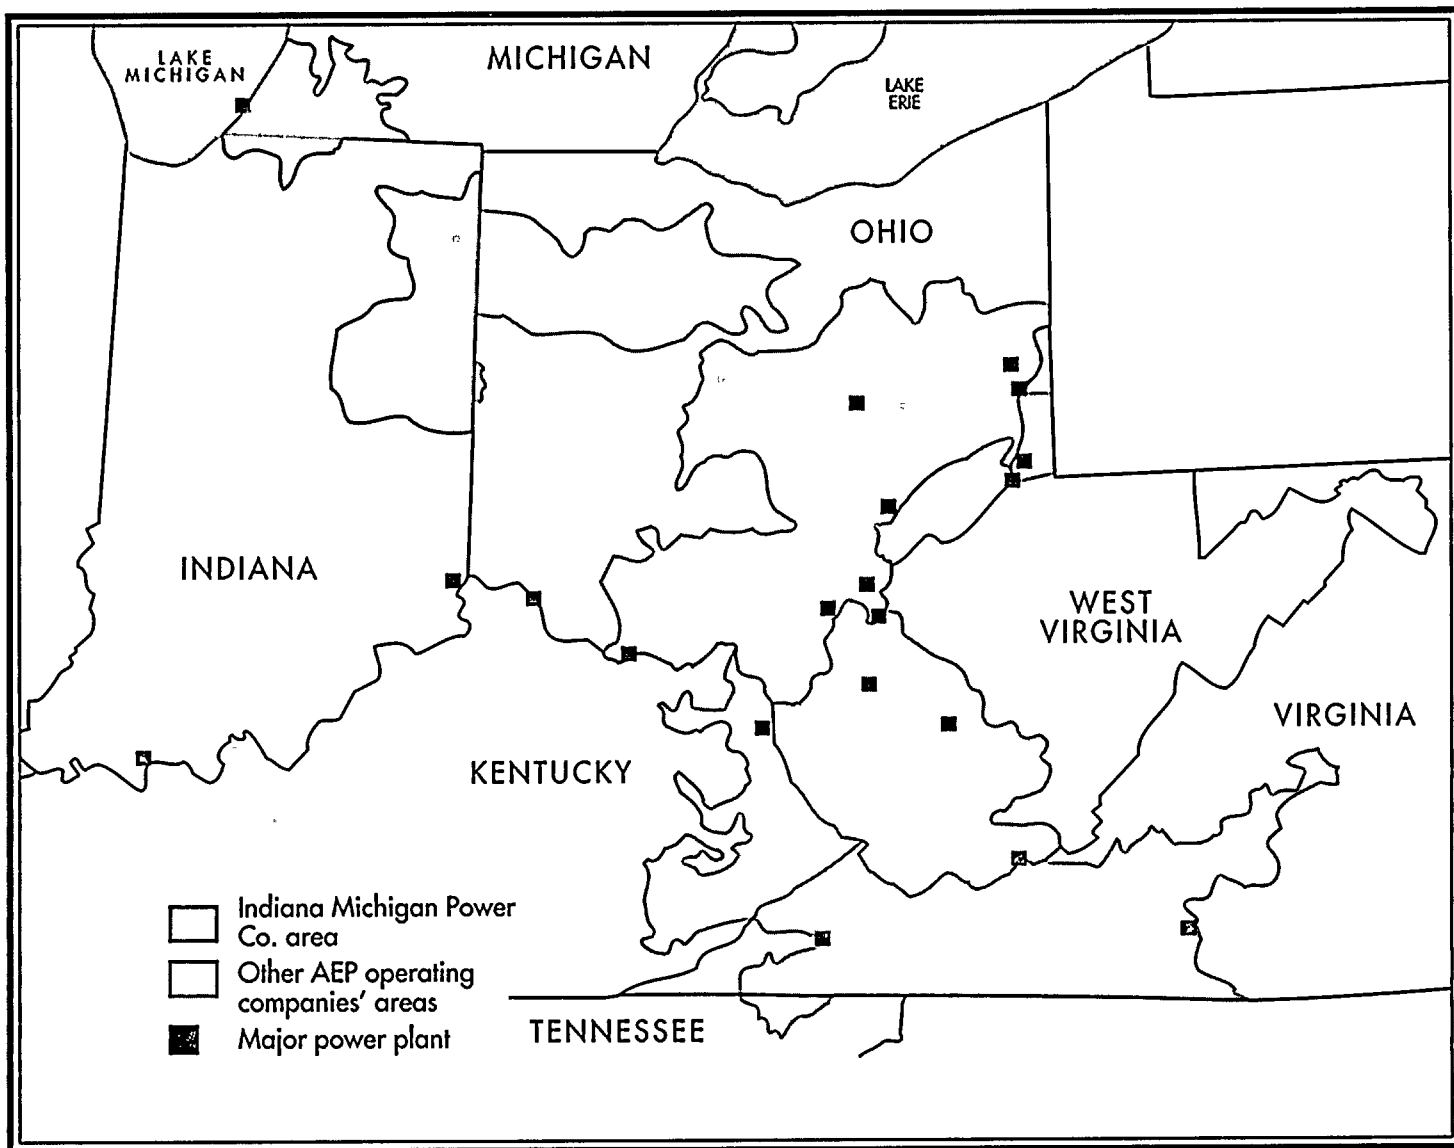 LAKE
MICHIGAN
MICHIGAN
LAKE
ERIE
OHIO
INDIANA
WEST
VIRGINIA
VIRGINIA
KENTUCKY
Indiana Michigan Power
Co. area
Other AEP operating
companies' areas
Major power plant
TENNESSEE